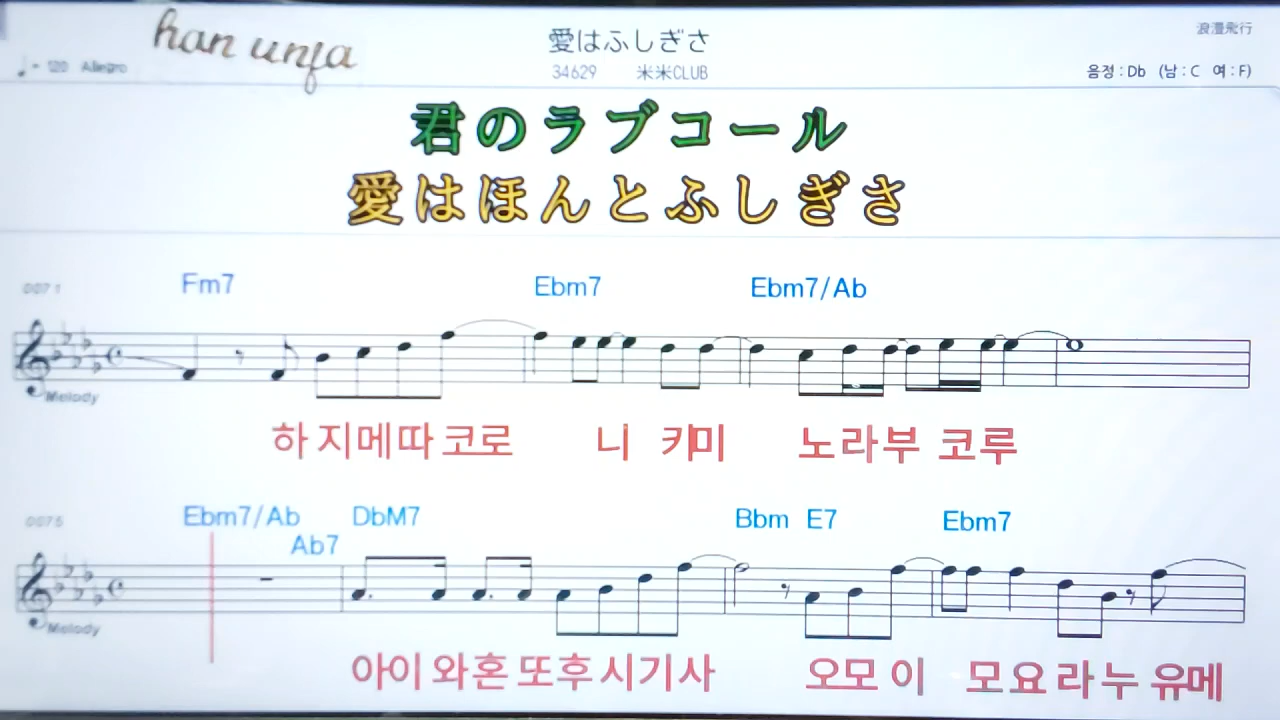 han unja
愛はふしぎさ
浪漫飛行
♩= 120 Allegro
34629 米米CLUB
음정 : Db (남 : C 여 : F)
君のラブコール
愛はほんとふしぎさ
0071
Fm7 Ebm7 Ebm7/Ab
Melody
하 지 메 따 코 로 니 키 미 노 라 부 코 루
0075
Ebm7/Ab DbM7 Bbm E7 Ebm7
Ab7
Melody
아 이 와 혼 또 후 시 기 사 오 모 이 모 요 라 누 유 메